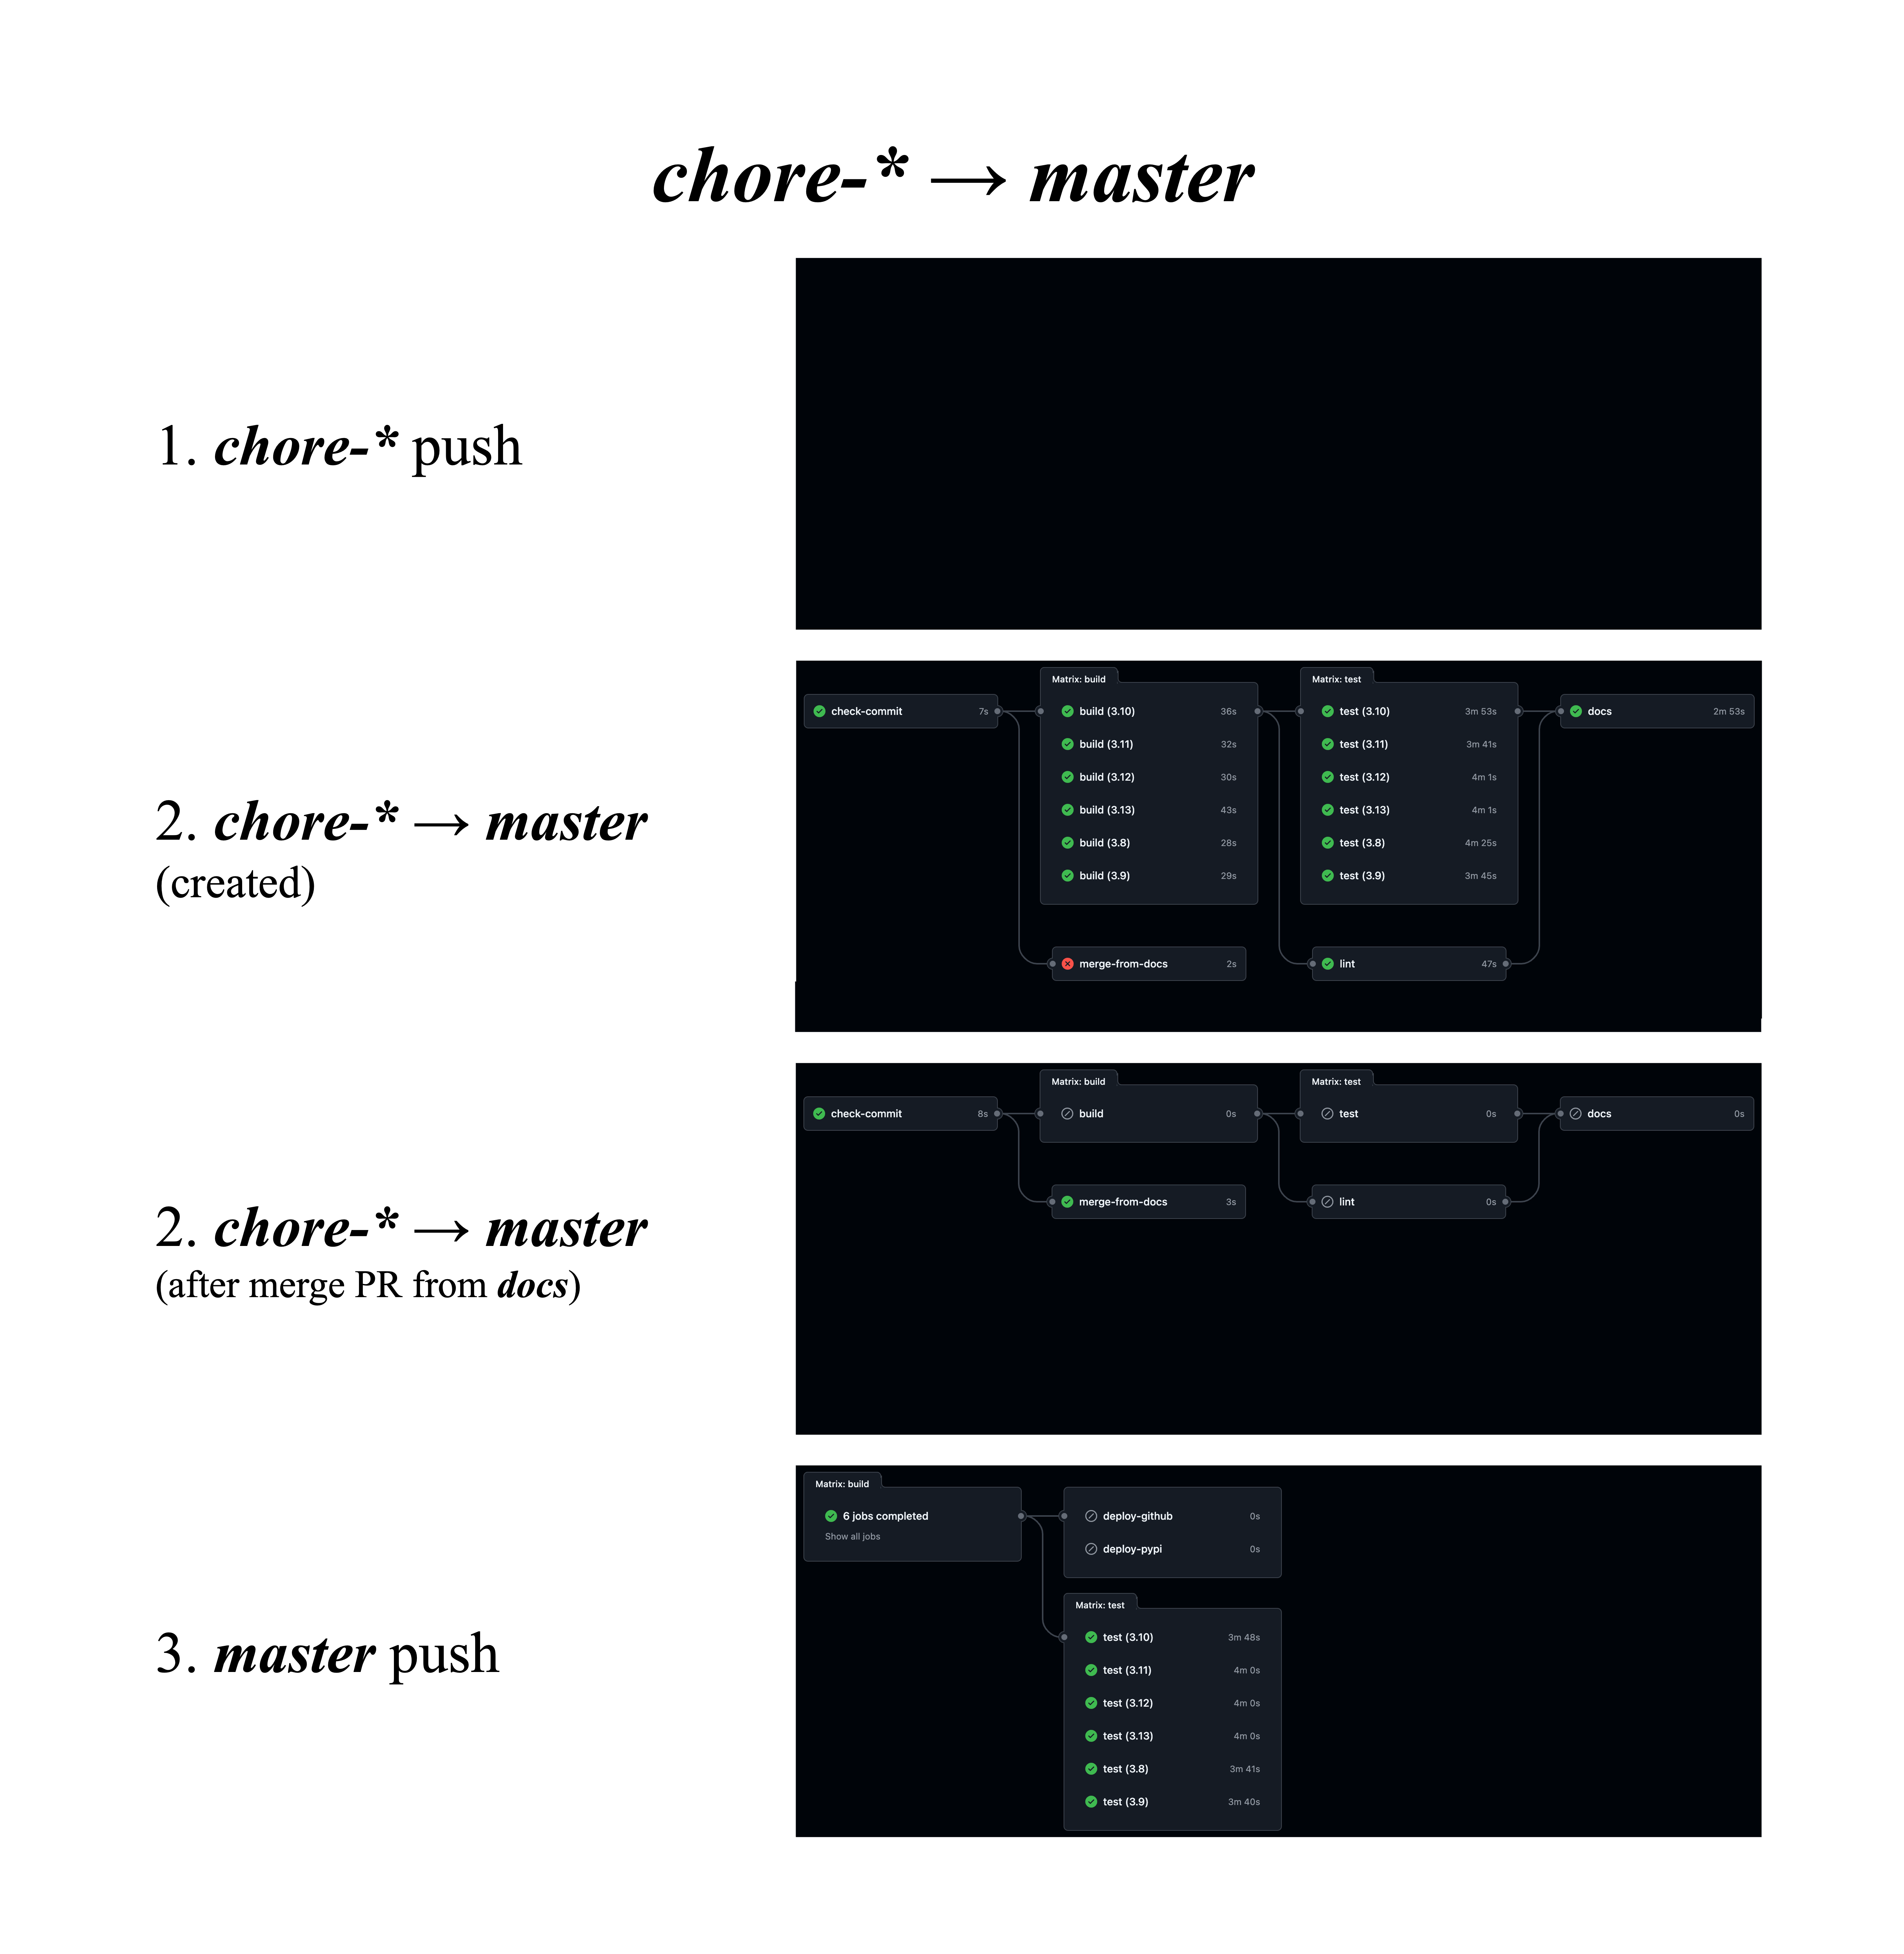 chore-* → master
1. chore-* push
2. chore-* → master
(created)
Matrix: build
Matrix: test
check-commit 7s
build (3.10) 36s
test (3.10) 3m 53s
docs 2m 53s
build (3.11) 32s
test (3.11) 3m 41s
build (3.12) 30s
test (3.12) 4m 1s
build (3.13) 43s
test (3.13) 4m 1s
build (3.8) 28s
test (3.8) 4m 25s
build (3.9) 29s
test (3.9) 3m 45s
merge-from-docs 2s
lint 47s
2. chore-* → master
(after merge PR from docs)
Matrix: build
Matrix: test
check-commit 8s
build 0s
test 0s
docs 0s
merge-from-docs 3s
lint 0s
3. master push
Matrix: build
6 jobs completed
Show all jobs
deploy-github 0s
deploy-pypi 0s
Matrix: test
test (3.10) 3m 48s
test (3.11) 4m 0s
test (3.12) 4m 0s
test (3.13) 4m 0s
test (3.8) 3m 41s
test (3.9) 3m 40s